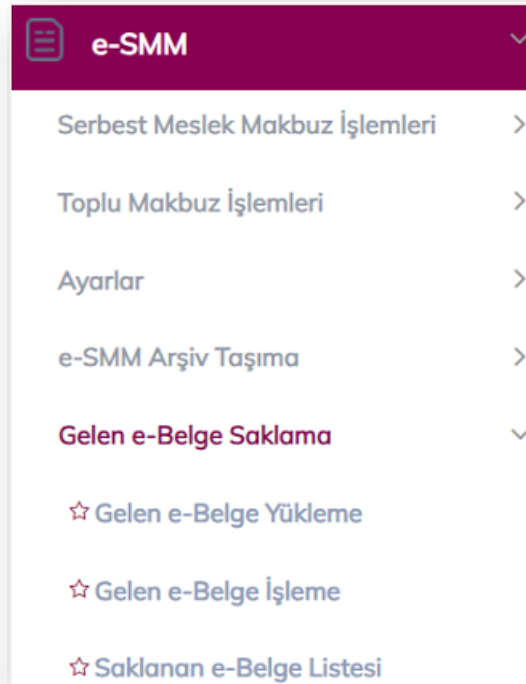 e-SMM
Serbest Meslek Makbuz İşlemleri
Toplu Makbuz İşlemleri
Ayarlar
e-SMM Arşiv Taşıma
Gelen e-Belge Saklama
Gelen e-Belge Yükleme
Gelen e-Belge İşleme
Saklanan e-Belge Listesi